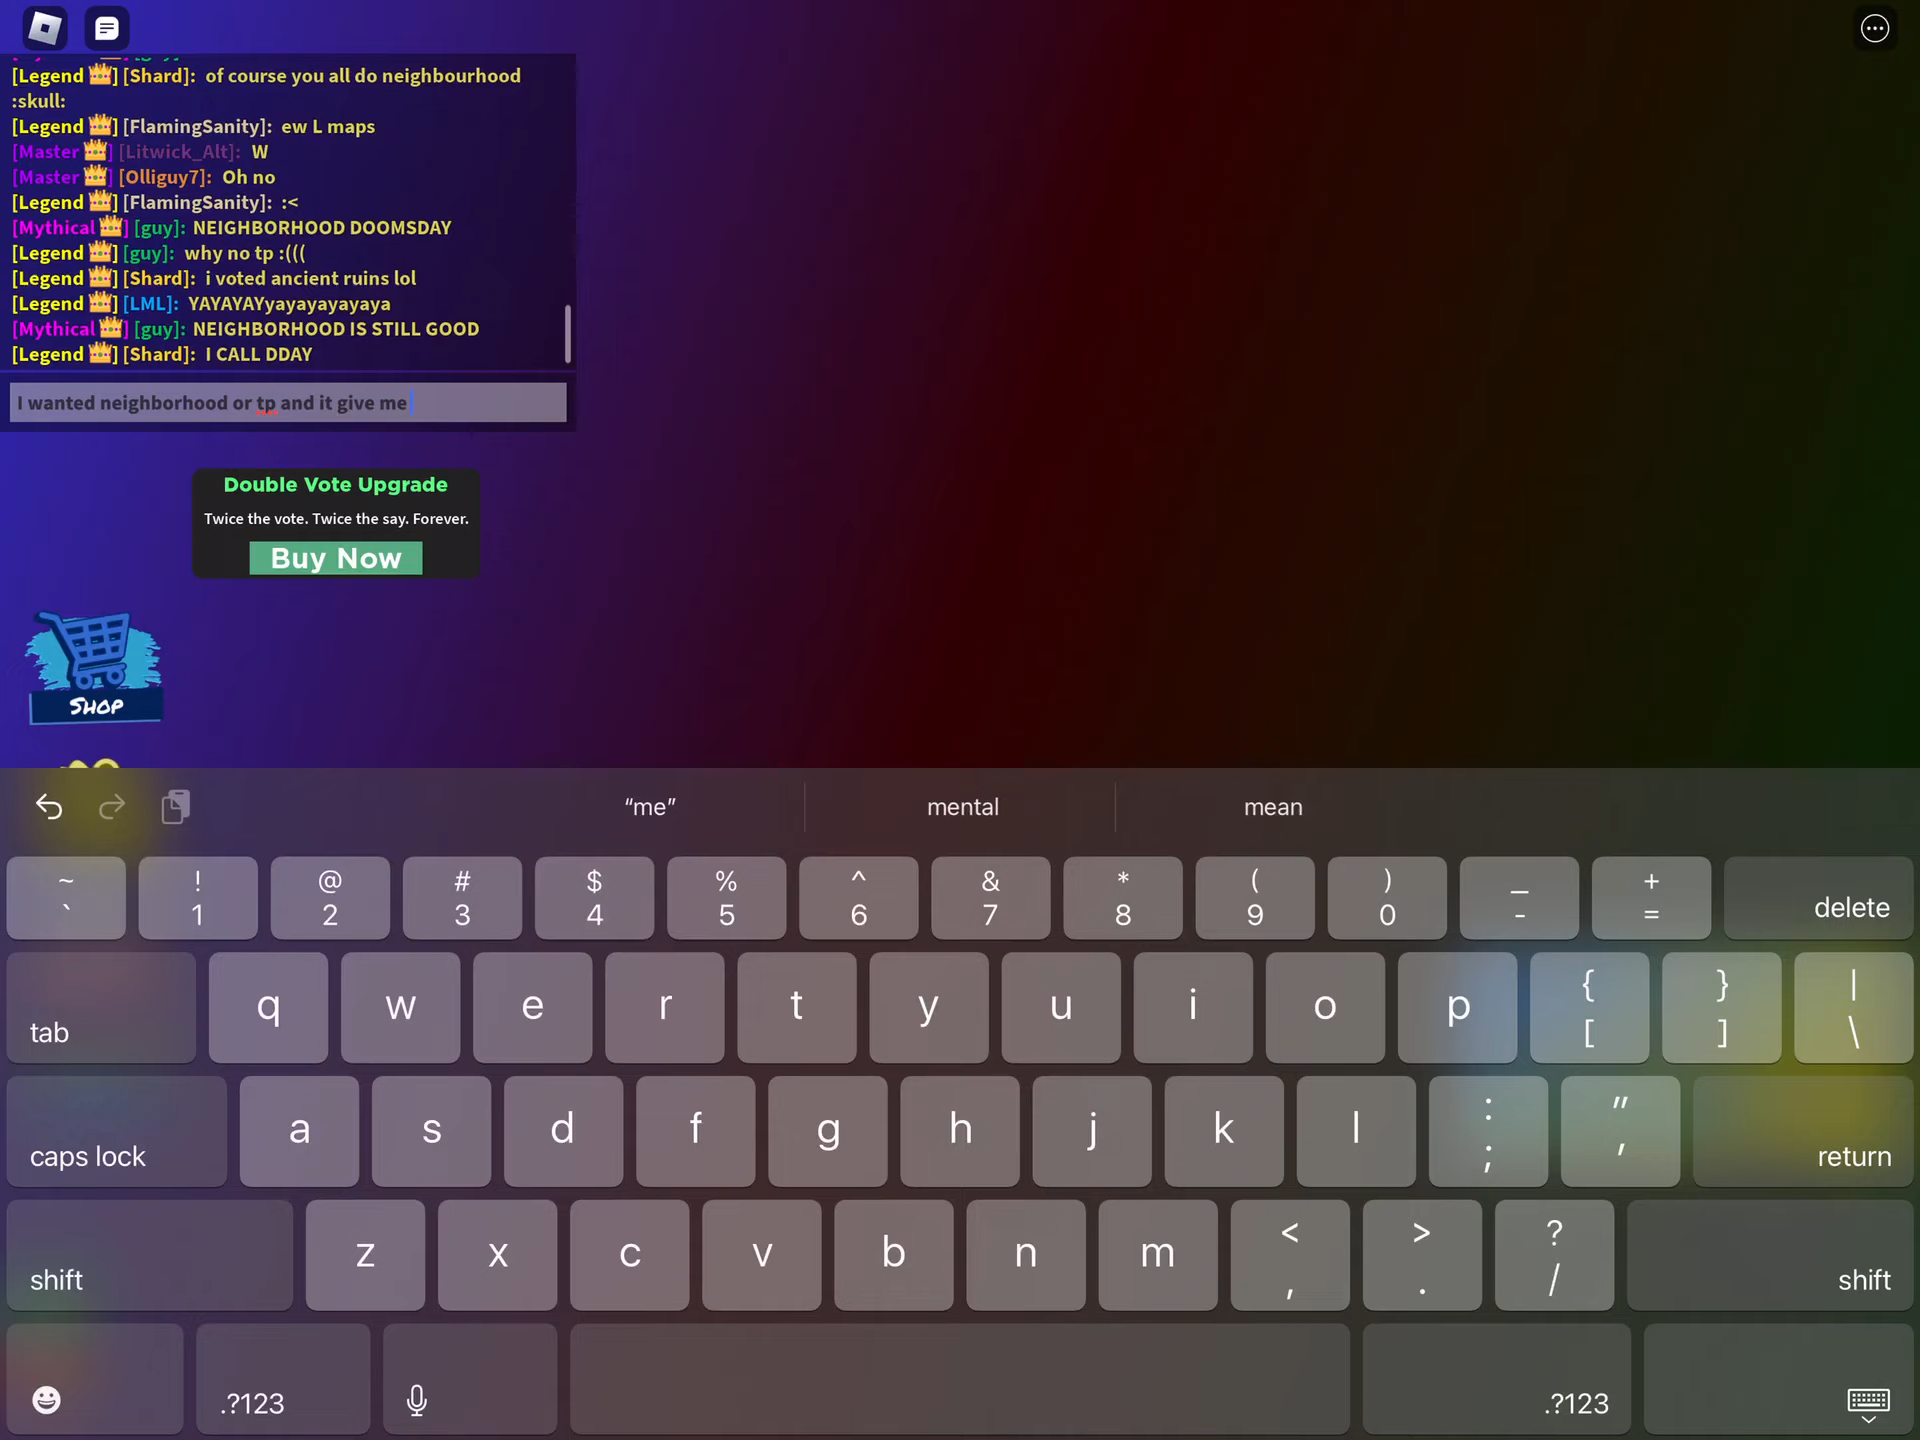 [Legend 👑] [Shard]: of course you all do neighbourhood
:skull:
[Legend 👑] [FlamingSanity]: ew L maps
[Master 👑] [Litwick_Alt]: W
[Master 👑] [Olliguy7]: Oh no
[Legend 👑] [FlamingSanity]: :<
[Mythical 👑] [guy]: NEIGHBORHOOD DOOMSDAY
[Legend 👑] [guy]: why no tp :(((
[Legend 👑] [Shard]: i voted ancient ruins lol
[Legend 👑] [LML]: YAYAYAYyayayayayaya
[Mythical 👑] [guy]: NEIGHBORHOOD IS STILL GOOD
[Legend 👑] [Shard]: I CALL DDAY
I wanted neighborhood or tp and it give me
Double Vote Upgrade
Twice the vote. Twice the say. Forever.
Buy Now
SHOP
“me” mental mean
~ ! @ # $ % ^ & * ( ) _ +
` 1 2 3 4 5 6 7 8 9 0 - = delete
tab q w e r t y u i o p { [ } ] | \
caps lock a s d f g h j k l : ; " ' return
shift z x c v b n m < , > . ? / shift
.?123 .?123